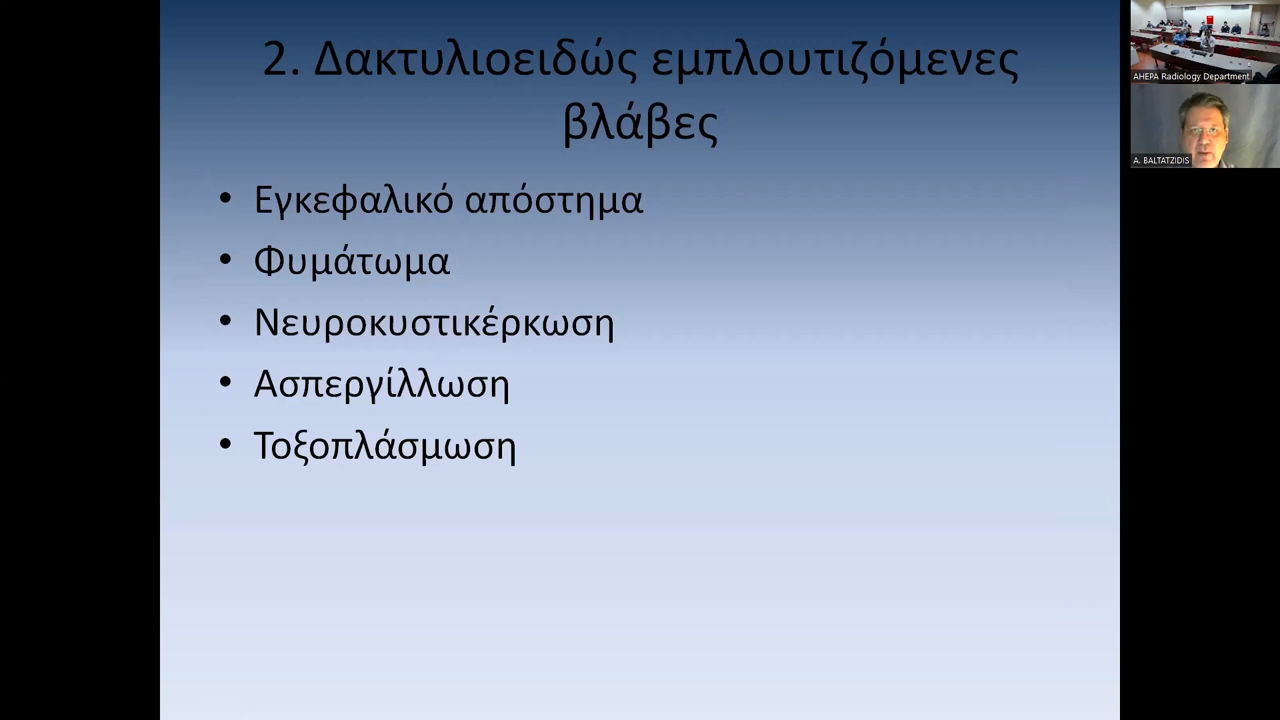 2. Δακτυλιοειδώς εμπλουτιζόμενες
βλάβες
• Εγκεφαλικό απόστημα
• Φυμάτωμα
• Νευροκυστικέρκωση
• Ασπεργίλλωση
• Τοξοπλάσμωση
AHEPA Radiology Department
A. BALTATZIDIS